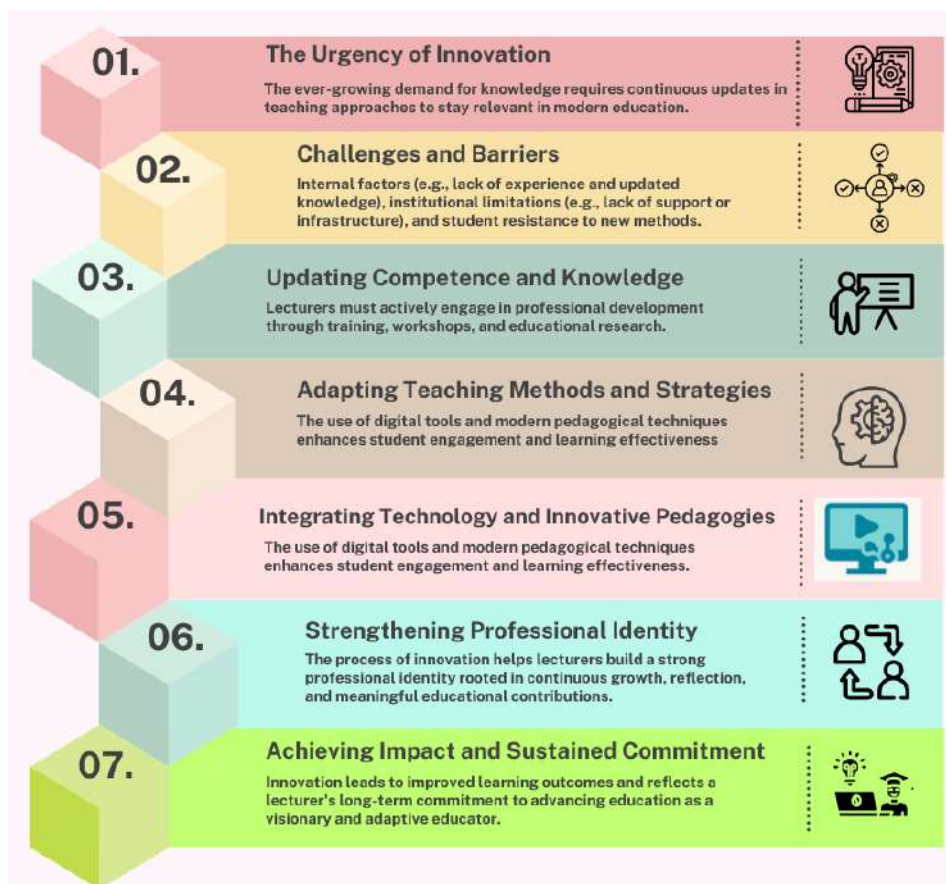 01.
The Urgency of Innovation
The ever-growing demand for knowledge requires continuous updates in
teaching approaches to stay relevant in modern education.
02.
Challenges and Barriers
Internal factors (e.g., lack of experience and updated
knowledge), institutional limitations (e.g., lack of support or
infrastructure), and student resistance to new methods.
03.
Updating Competence and Knowledge
Lecturers must actively engage in professional development
through training, workshops, and educational research.
04.
Adapting Teaching Methods and Strategies
The use of digital tools and modern pedagogical techniques
enhances student engagement and learning effectiveness
05.
Integrating Technology and Innovative Pedagogies
The use of digital tools and modern pedagogical techniques
enhances student engagement and learning effectiveness.
06.
Strengthening Professional Identity
The process of innovation helps lecturers build a strong
professional identity rooted in continuous growth, reflection,
and meaningful educational contributions.
07.
Achieving Impact and Sustained Commitment
Innovation leads to improved learning outcomes and reflects a
lecturer's long-term commitment to advancing education as a
visionary and adaptive educator.